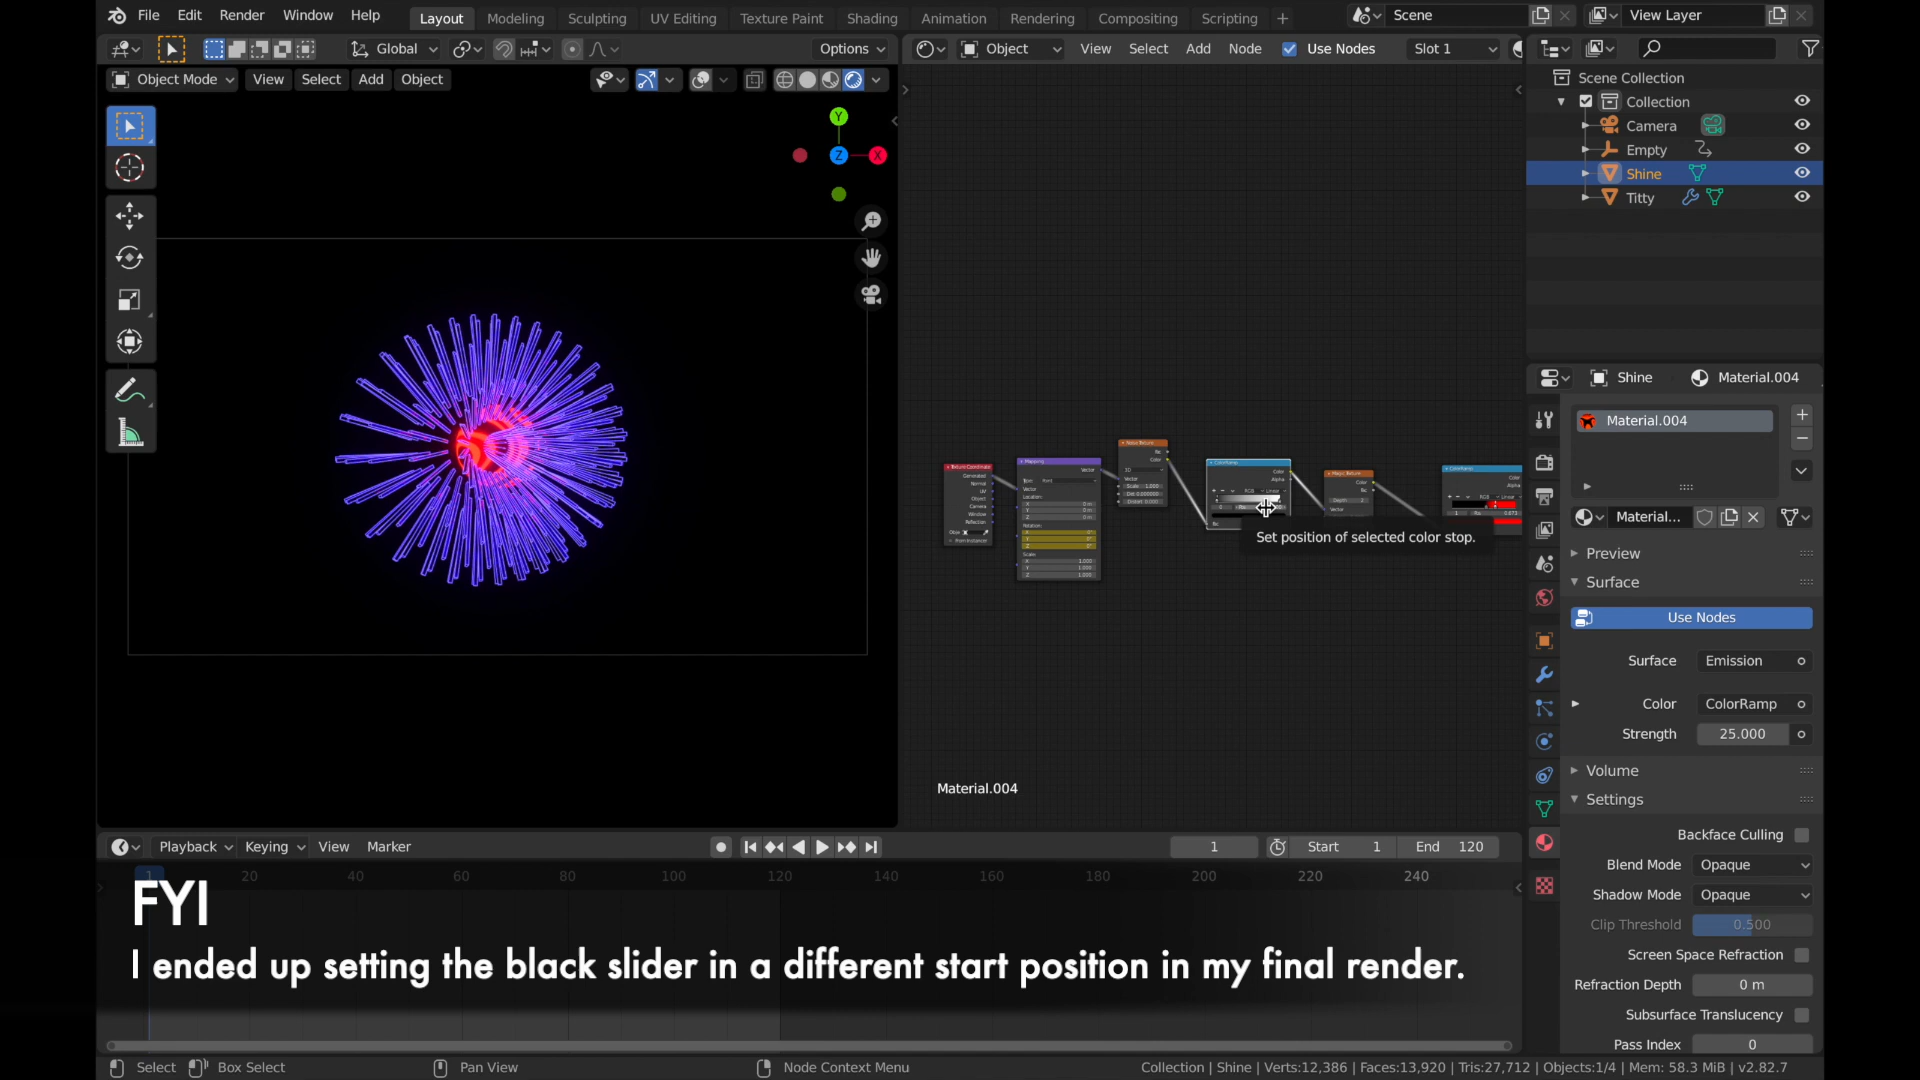 File Edit Render Window Help Layout Modeling Sculpting UV Editing Texture Paint Shading Animation Rendering Compositing Scripting + Scene View Layer
Global Options Object View Select Add Node Use Nodes Slot 1
Object Mode View Select Add Object
Scene Collection
Collection
Camera
Empty
Shine
Titty
Y
Z X
Shine Material.004
Material.004
Material...
Set position of selected color stop.
Preview
Surface
Use Nodes
Surface Emission
Color ColorRamp
Strength 25.000
Volume
Settings
Material.004
Backface Culling
Blend Mode Opaque
Shadow Mode Opaque
Clip Threshold 0.500
Screen Space Refraction
Refraction Depth 0 m
Subsurface Translucency
Pass Index 0
Playback Keying View Marker 1 Start 1 End 120
1 20 40 60 80 100 120 140 160 180 200 220 240
FYI
I ended up setting the black slider in a different start position in my final render.
Select Box Select Pan View Node Context Menu Collection | Shine | Verts:12,386 | Faces:13,920 | Tris:27,712 | Objects:1/4 | Mem: 58.3 MiB | v2.82.7